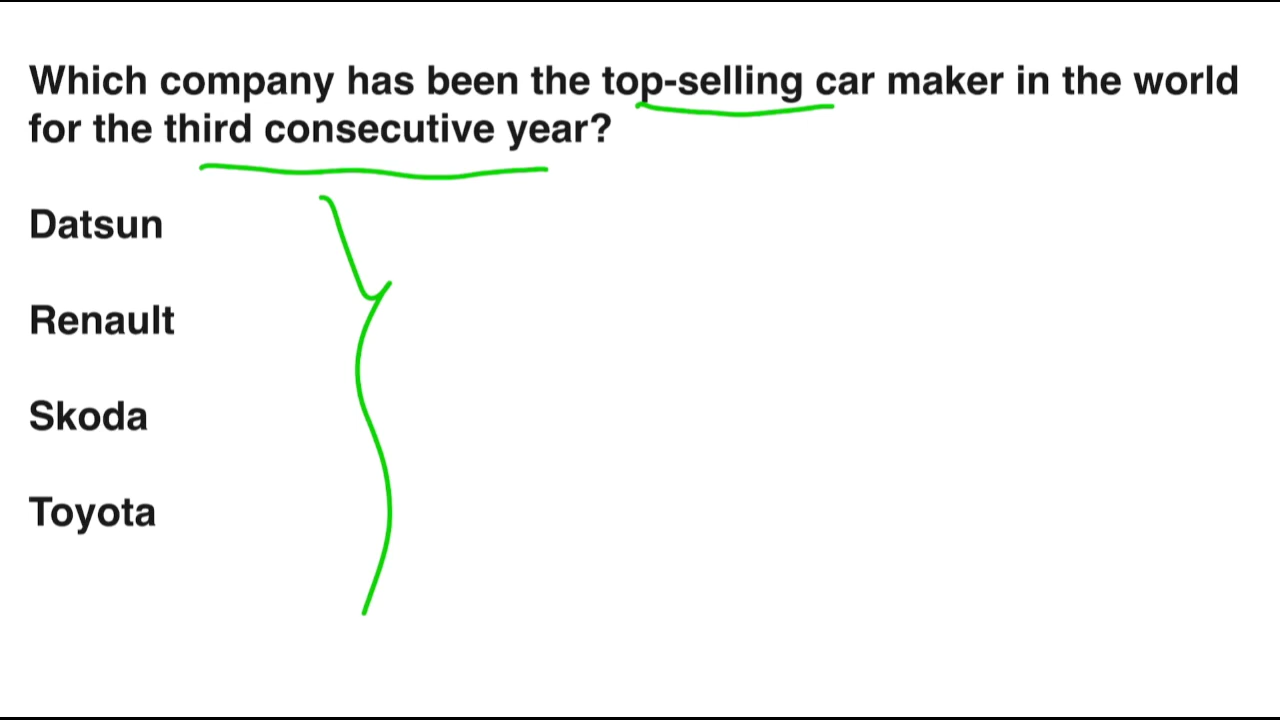 Which company has been the top-selling car maker in the world
for the third consecutive year?
Datsun
Renault
Skoda
Toyota